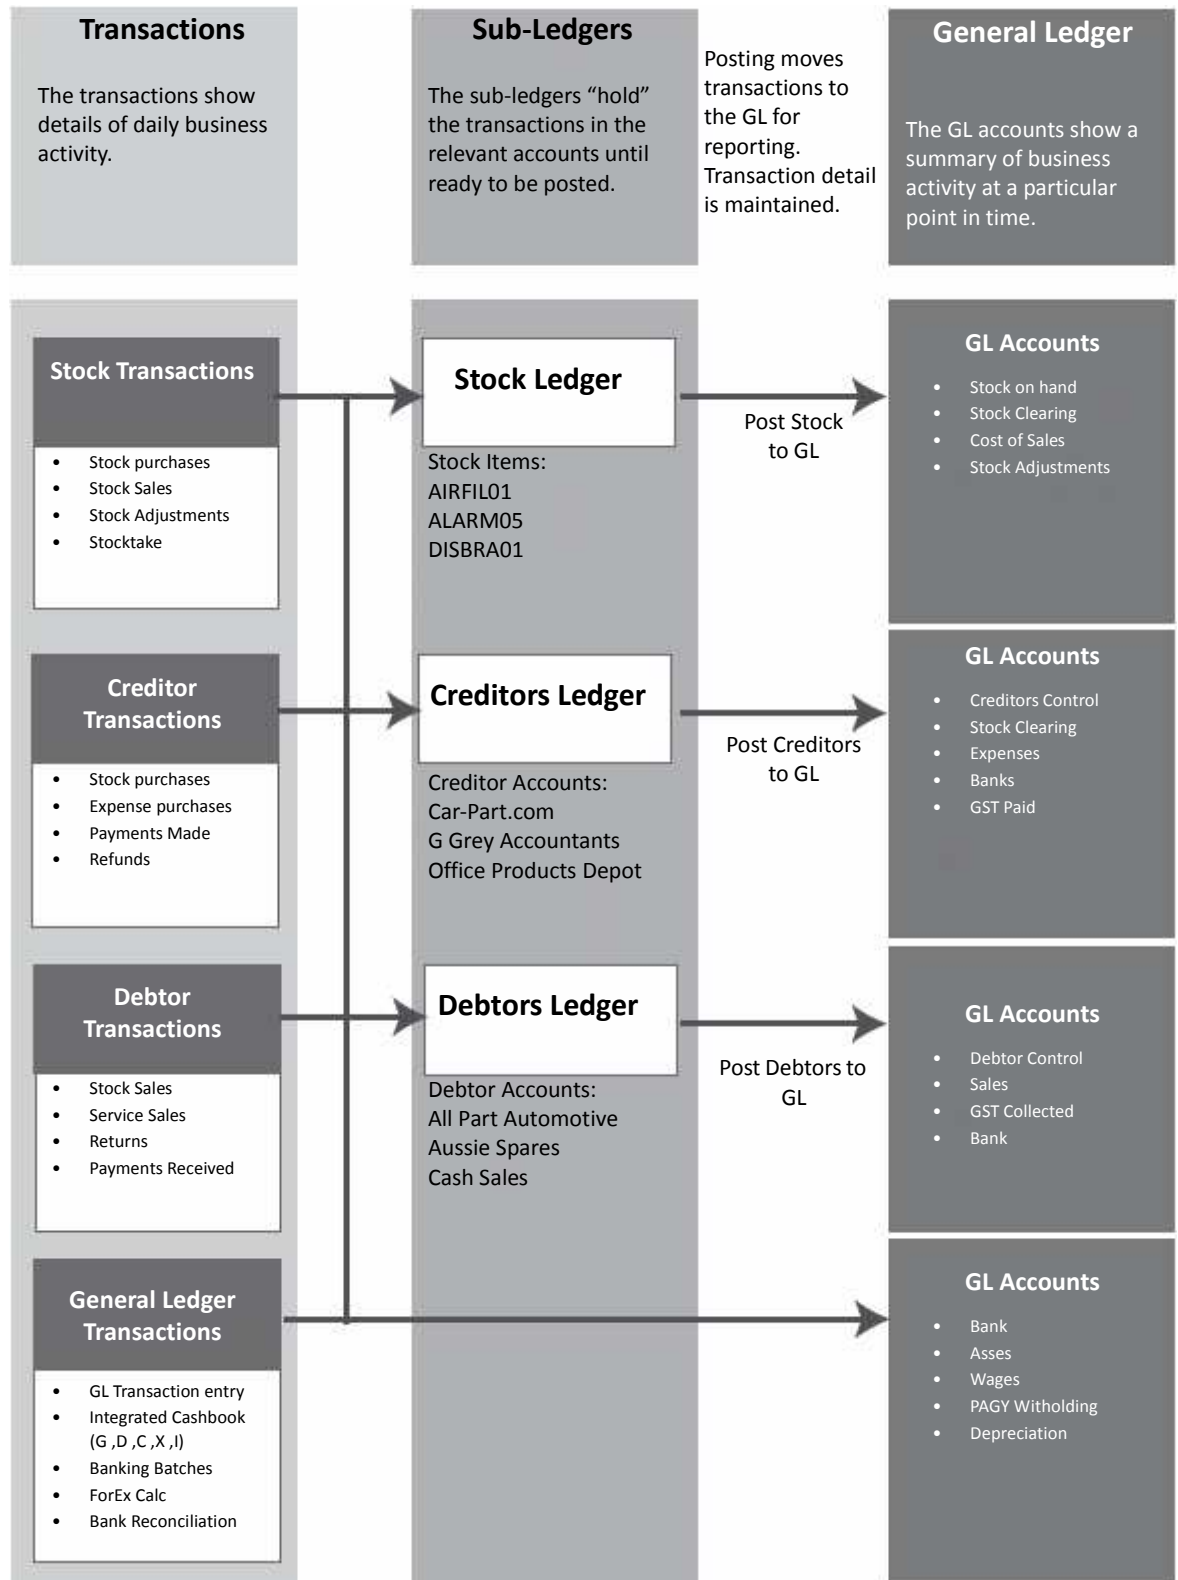 Transactions
The transactions show
details of daily business
activity.
Sub-Ledgers
The sub-ledgers “hold”
the transactions in the
relevant accounts until
ready to be posted.
Posting moves
transactions to
the GL for
reporting.
Transaction detail
is maintained.
General Ledger
The GL accounts show a
summary of business
activity at a particular
point in time.
Stock Transactions
• Stock purchases
• Stock Sales
• Stock Adjustments
• Stocktake
Stock Ledger
Stock Items:
AIRFIL01
ALARM05
DISBRA01
Post Stock
to GL
GL Accounts
• Stock on hand
• Stock Clearing
• Cost of Sales
• Stock Adjustments
Creditor
Transactions
• Stock purchases
• Expense purchases
• Payments Made
• Refunds
Creditors Ledger
Creditor Accounts:
Car-Part.com
G Grey Accountants
Office Products Depot
Post Creditors
to GL
GL Accounts
• Creditors Control
• Stock Clearing
• Expenses
• Banks
• GST Paid
Debtor
Transactions
• Stock Sales
• Service Sales
• Returns
• Payments Received
Debtors Ledger
Debtor Accounts:
All Part Automotive
Aussie Spares
Cash Sales
Post Debtors to
GL
GL Accounts
• Debtor Control
• Sales
• GST Collected
• Bank
General Ledger
Transactions
• GL Transaction entry
• Integrated Cashbook
(G ,D ,C ,X ,I)
• Banking Batches
• ForEx Calc
• Bank Reconciliation
GL Accounts
• Bank
• Asses
• Wages
• PAGY Witholding
• Depreciation